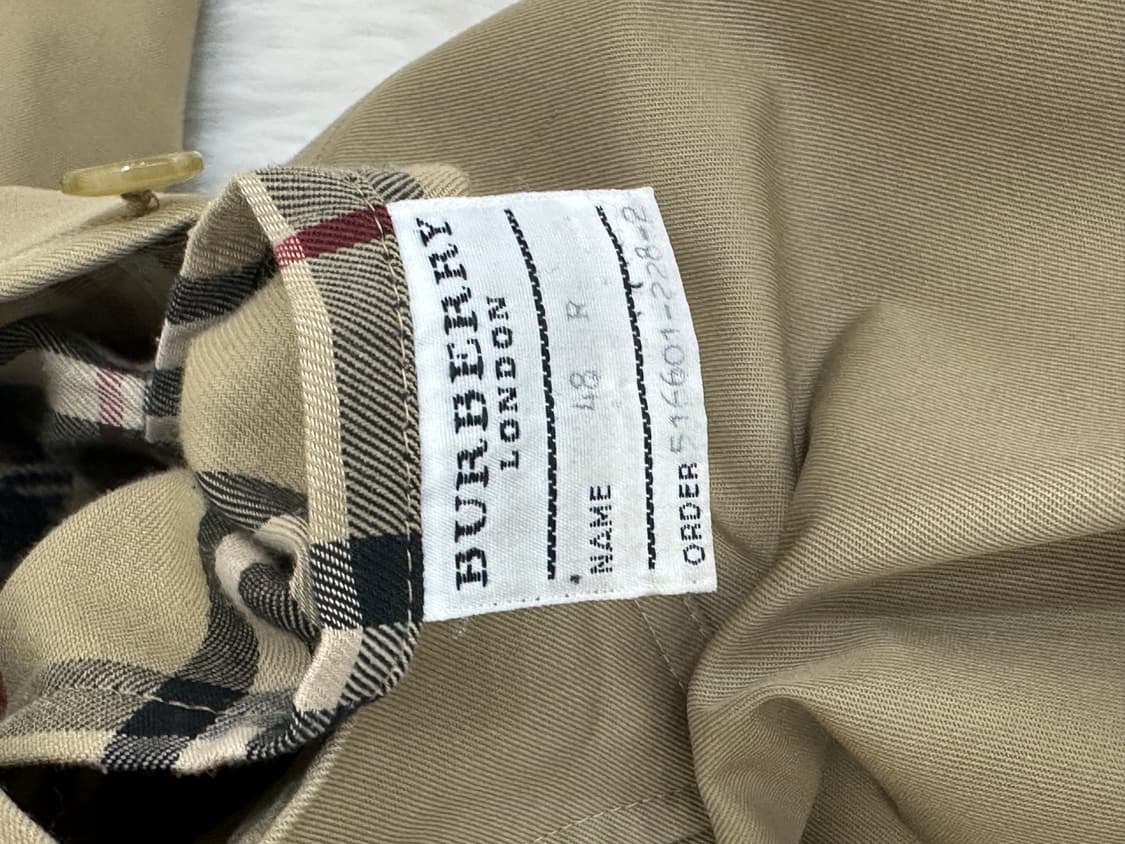 BURBERRY
LONDON
48 R
NAME
ORDER 516601-228-2